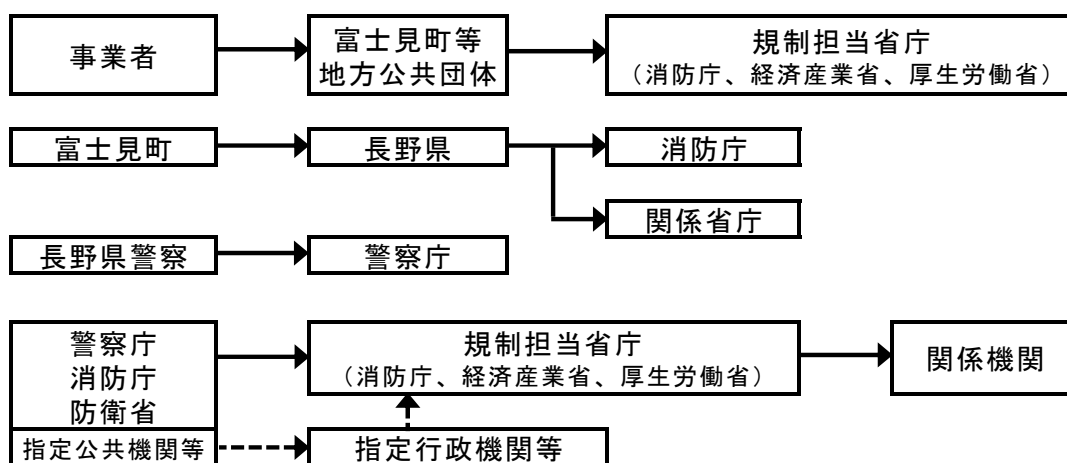 事業者
富士見町等
地方公共団体
規制担当省庁
（消防庁、経済産業省、厚生労働省）
富士見町
長野県
消防庁
関係省庁
長野県警察
警察庁
警察庁
消防庁
防衛省
指定公共機関等
規制担当省庁
（消防庁、経済産業省、厚生労働省）
関係機関
指定行政機関等